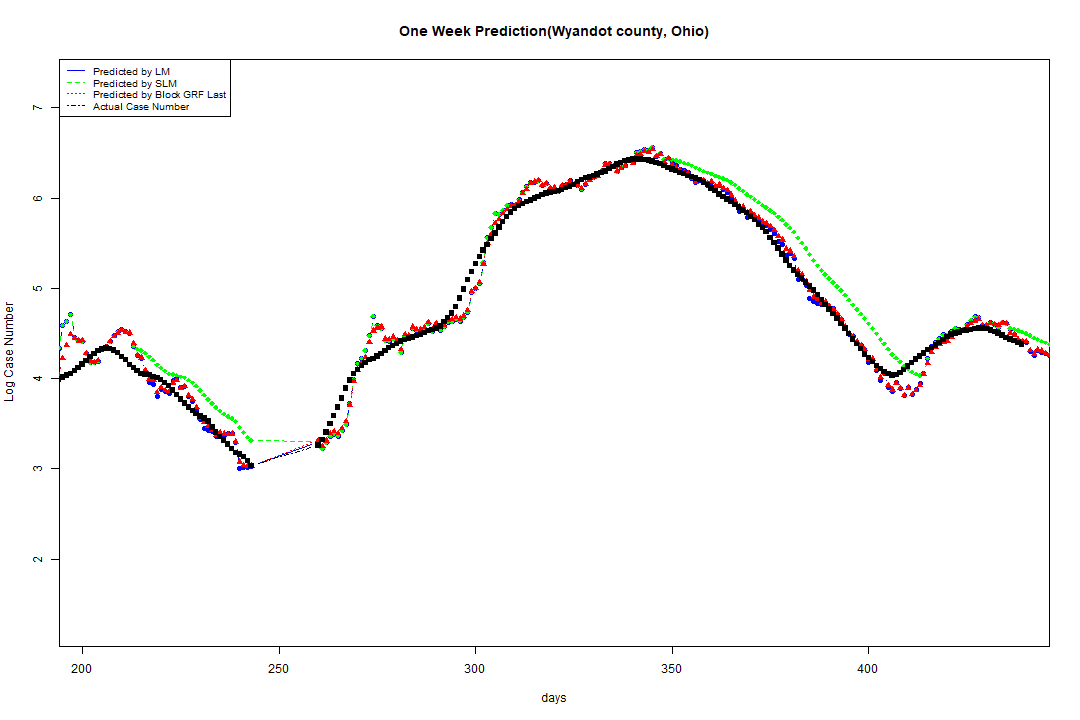 One Week Prediction(Wyandot county, Ohio)
Predicted by LM
Predicted by SLM
Predicted by Block GRF Last
Actual Case Number
Log Case Number
7
6
5
4
3
2
200
250
300
350
400
days